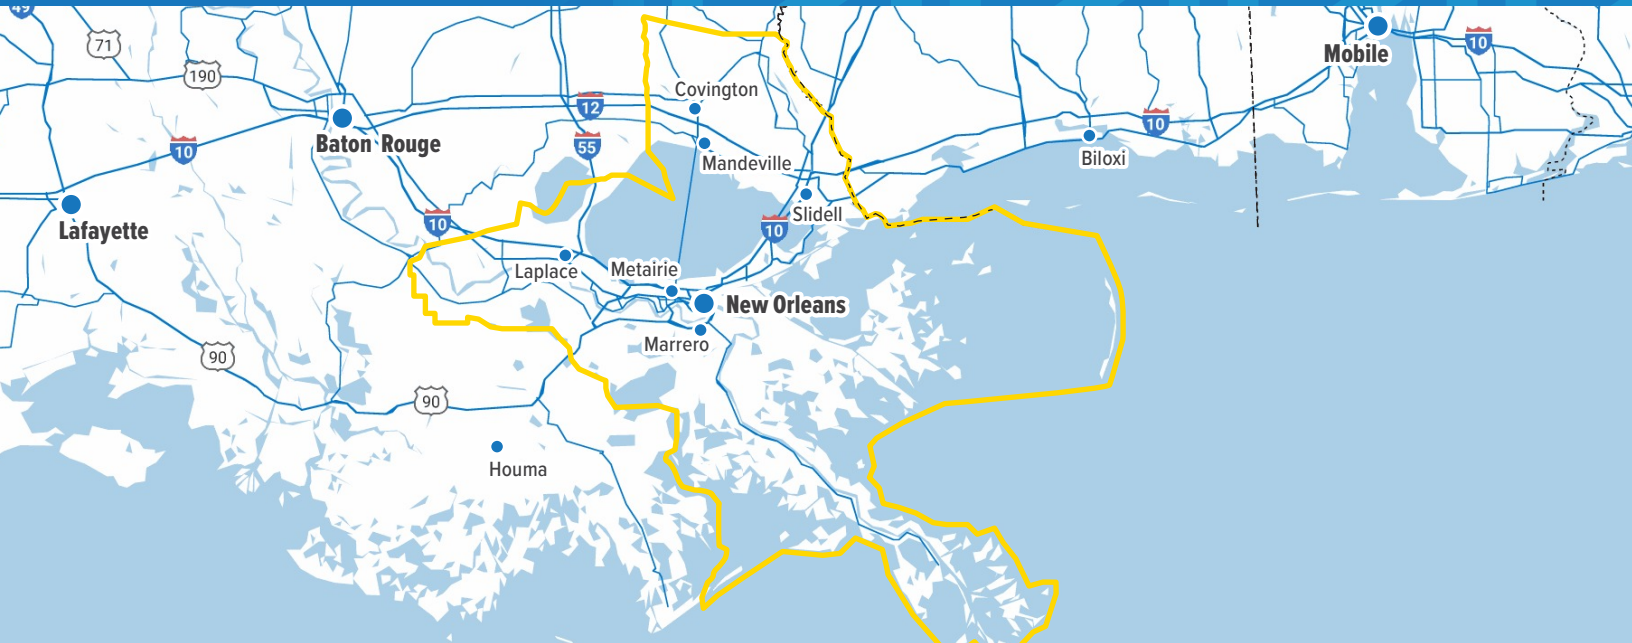 49
71
190
10
Baton Rouge
Lafayette
10
90
90
Houma
12
55
Covington
Mandeville
Slidell
10
Laplace
Metairie
New Orleans
Marrero
Biloxi
10
Mobile
10